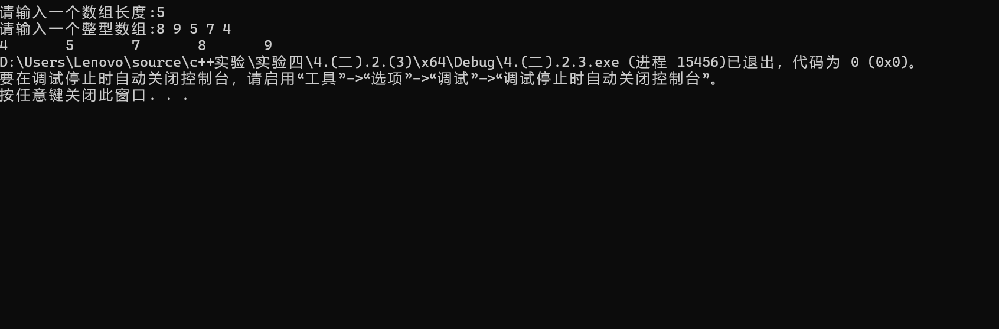 请输入一个数组长度:5
请输入一个整型数组:8 9 5 7 4
4       5       7       8       9
D:\Users\Lenovo\source\c++实验\实验四\4.(二).2.(3)\x64\Debug\4.(二).2.3.exe (进程 15456)已退出，代码为 0 (0x0)。
要在调试停止时自动关闭控制台，请启用“工具”->“选项”->“调试”->“调试停止时自动关闭控制台”。
按任意键关闭此窗口. . .